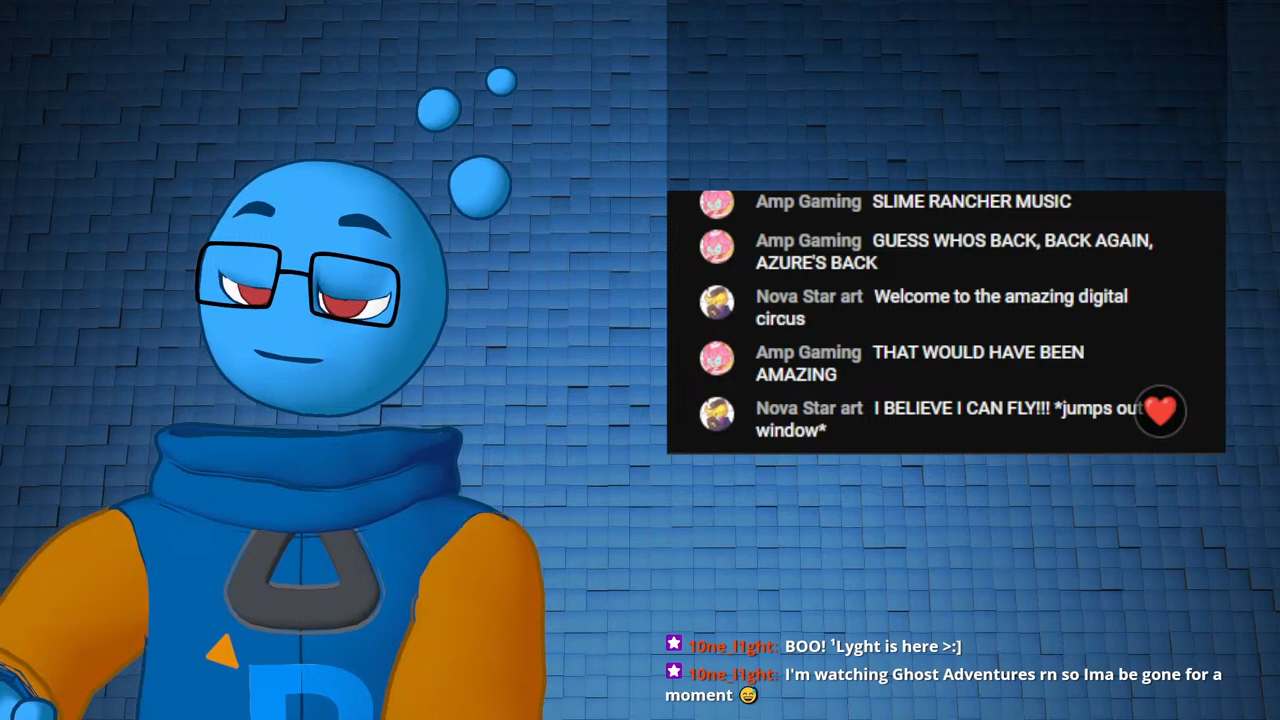 Amp Gaming SLIME RANCHER MUSIC
Amp Gaming GUESS WHOS BACK, BACK AGAIN,
AZURE'S BACK
Nova Star art Welcome to the amazing digital
circus
Amp Gaming THAT WOULD HAVE BEEN
AMAZING
Nova Star art I BELIEVE I CAN FLY!!! *jumps out
window*
10ne_l1ght: BOO! ¹Lyght is here >:]
10ne_l1ght: I'm watching Ghost Adventures rn so Ima be gone for a
moment 😅